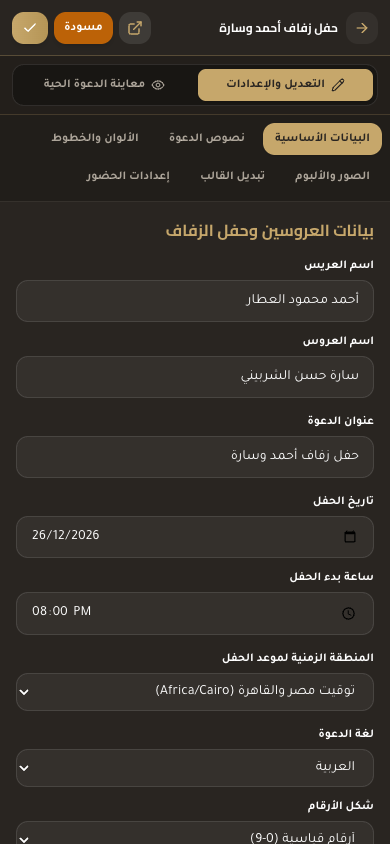 حفل زفاف أحمد وسارة
مسودة
التعديل والإعدادات
معاينة الدعوة الحية
البيانات الأساسية
نصوص الدعوة
الألوان والخطوط
الصور والألبوم
تبديل القالب
إعدادات الحضور
بيانات العروسين وحفل الزفاف
اسم العريس
أحمد محمود العطار
اسم العروس
سارة حسن الشربيني
عنوان الدعوة
حفل زفاف أحمد وسارة
تاريخ الحفل
26/12/2026
ساعة بدء الحفل
08:00 PM
المنطقة الزمنية لموعد الحفل
توقيت مصر والقاهرة (Africa/Cairo)
لغة الدعوة
العربية
شكل الأرقام
أرقام قياسية (0-9)